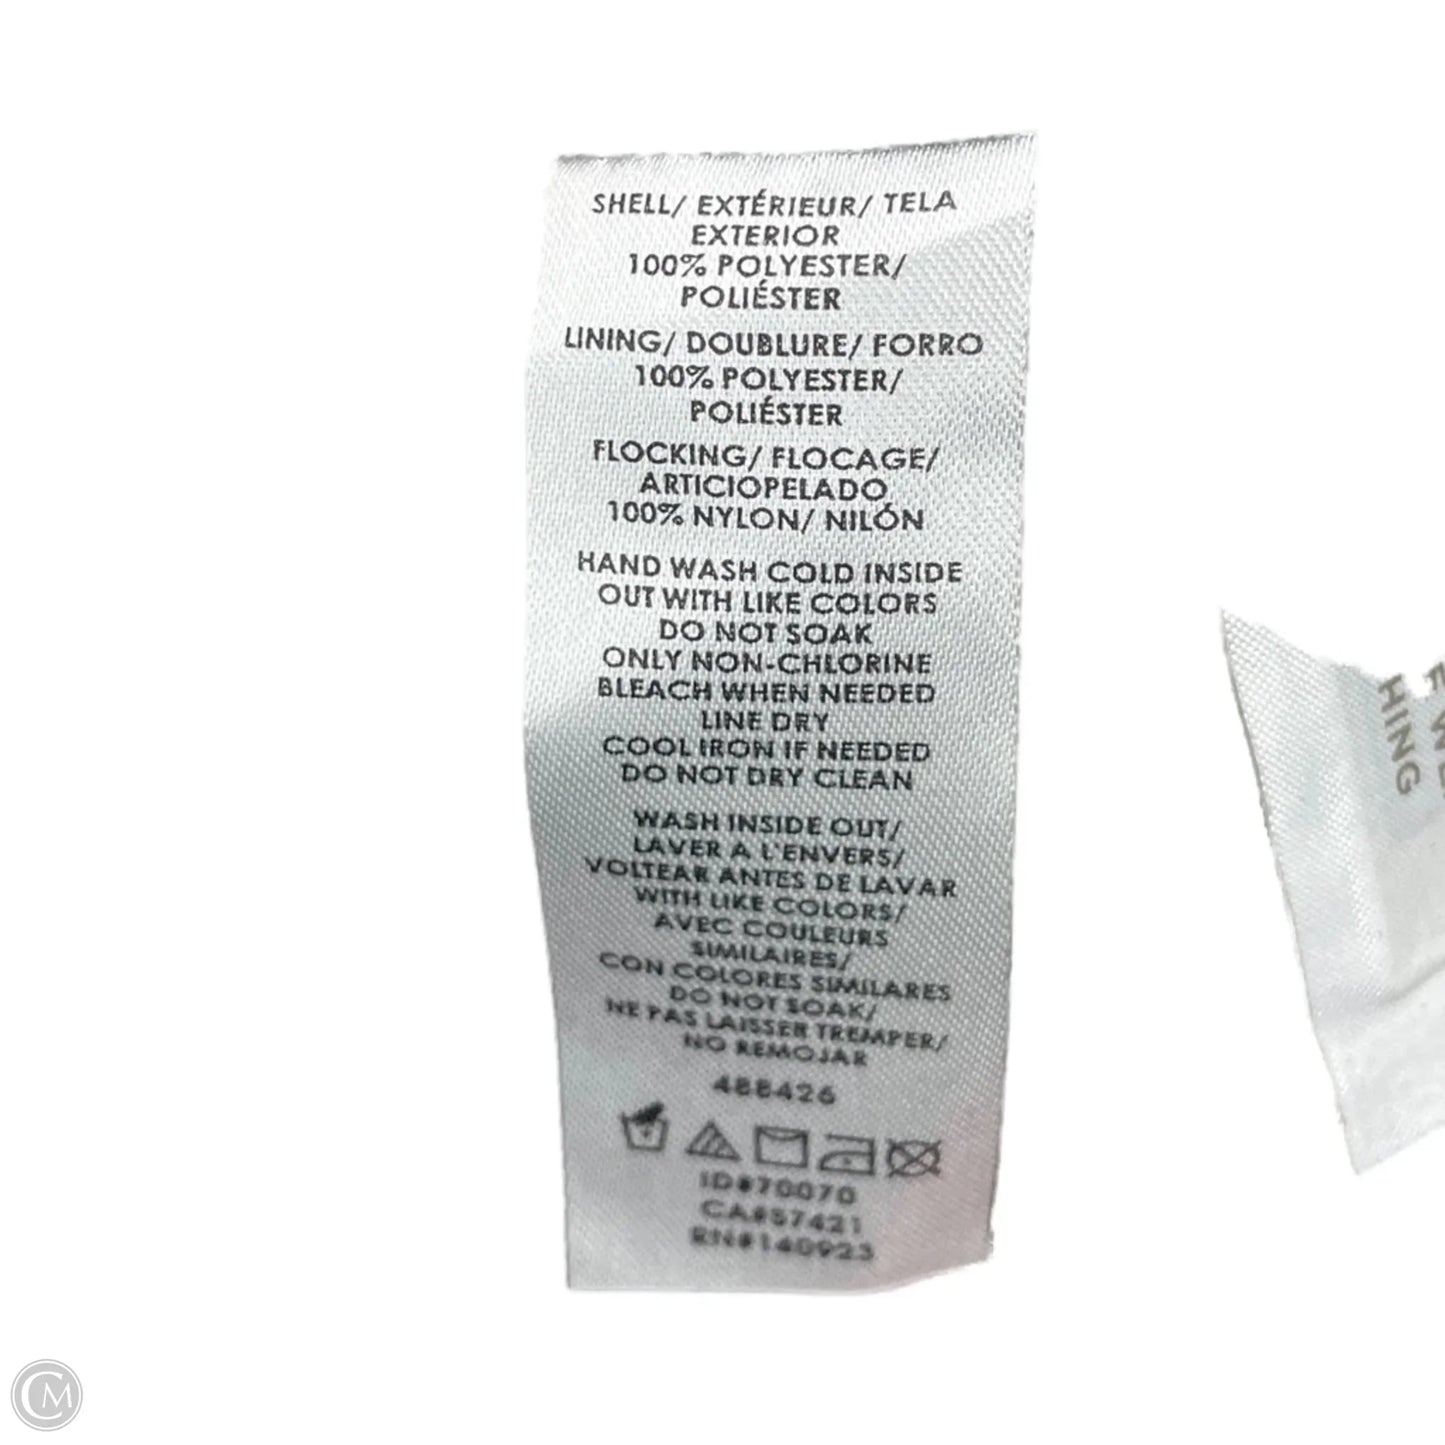 SHELL/ EXTÉRIEUR/ TELA
EXTERIOR
100% POLYESTER/
POLIÉSTER
LINING/ DOUBLURE/ FORRO
100% POLYESTER/
POLIÉSTER
FLOCKING/ FLOCAGE/
ARTICIOPELADO
100% NYLON/ NILÓN
HAND WASH COLD INSIDE
OUT WITH LIKE COLORS
DO NOT SOAK
ONLY NON-CHLORINE
BLEACH WHEN NEEDED
LINE DRY
COOL IRON IF NEEDED
DO NOT DRY CLEAN
WASH INSIDE OUT/
LAVER A L'ENVERS/
VOLTEAR ANTES DE LAVAR
WITH LIKE COLORS/
AVEC COULEURS
SIMILAIRES/
CON COLORES SIMILARES
DO NOT SOAK/
NE PAS LAISSER TREMPER/
NO REMOJAR
488426
ID#70070
CA#57421
RN#140923
HING
CM